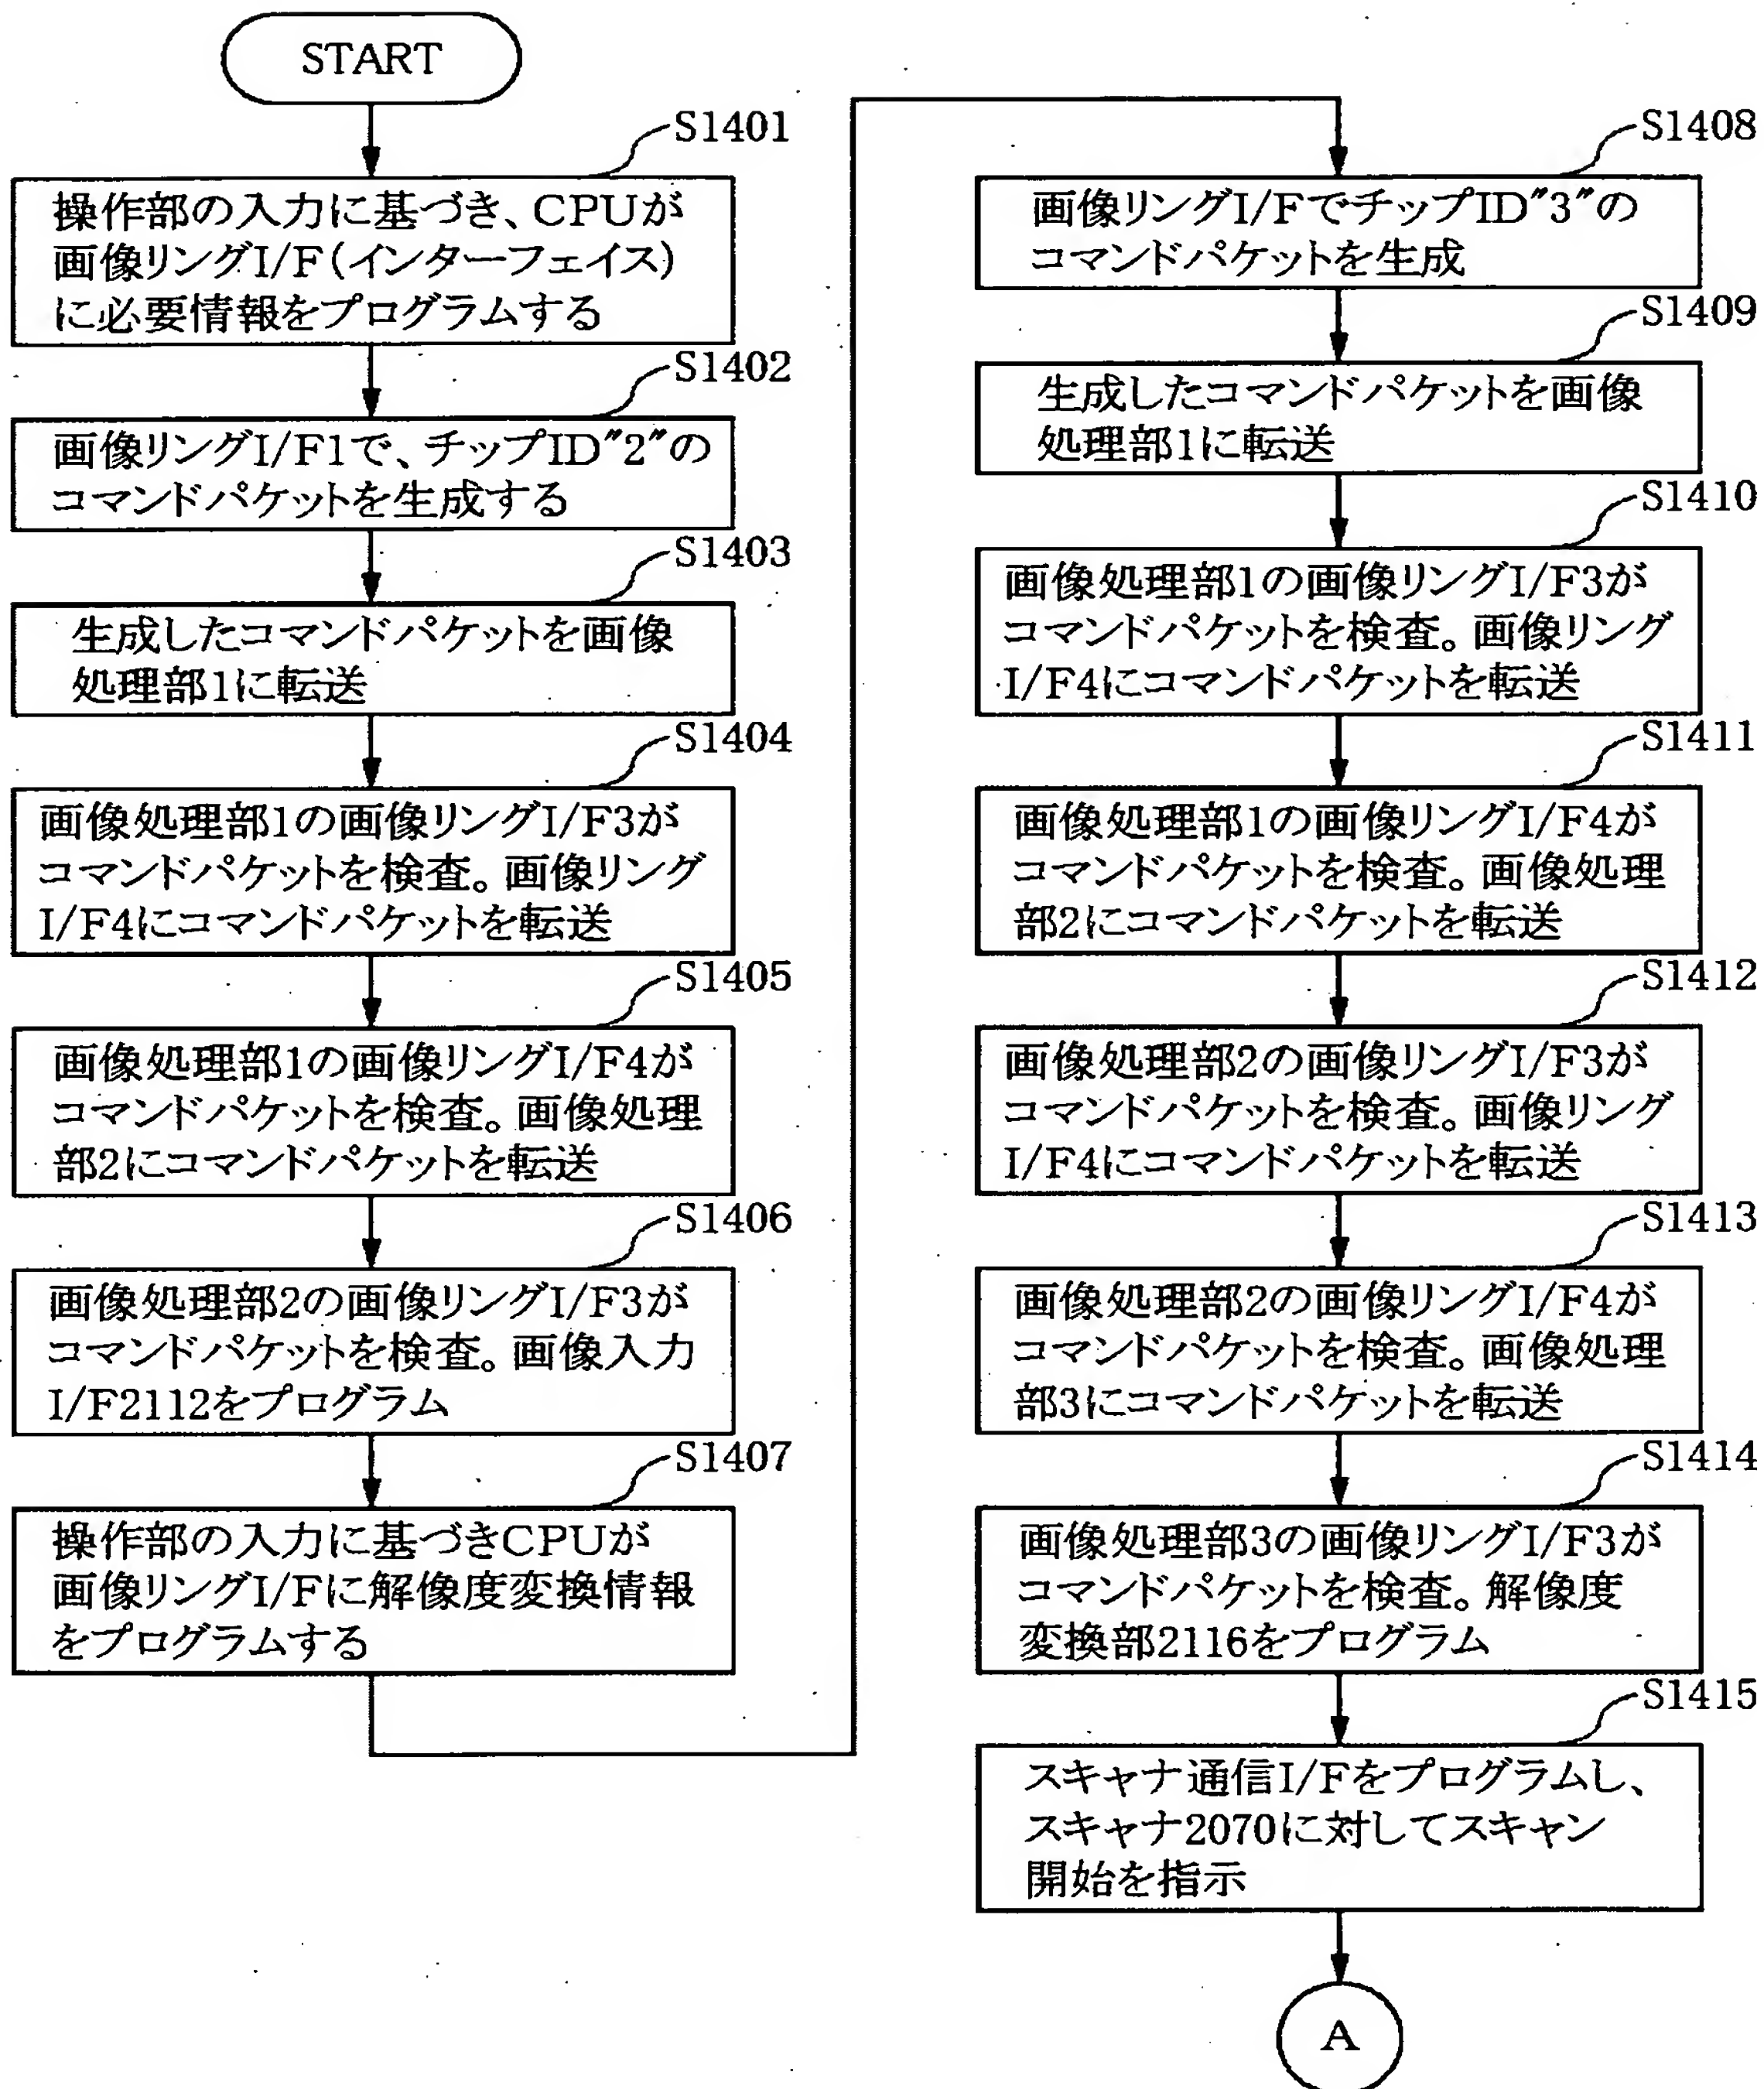 START
S1401
操作部の入力に基づき、CPUが
画像リングI/F(インターフェイス)
に必要情報をプログラムする
S1402
画像リングI/F1で、チップID"2"の
コマンドパケットを生成する
S1403
生成したコマンドパケットを画像
処理部1に転送
S1404
画像処理部1の画像リングI/F3が
コマンドパケットを検査。画像リング
I/F4にコマンドパケットを転送
S1405
画像処理部1の画像リングI/F4が
コマンドパケットを検査。画像処理
部2にコマンドパケットを転送
S1406
画像処理部2の画像リングI/F3が
コマンドパケットを検査。画像入力
I/F2112をプログラム
S1407
操作部の入力に基づきCPUが
画像リングI/Fに解像度変換情報
をプログラムする
S1408
画像リングI/FでチップID"3"の
コマンドパケットを生成
S1409
生成したコマンドパケットを画像
処理部1に転送
S1410
画像処理部1の画像リングI/F3が
コマンドパケットを検査。画像リング
I/F4にコマンドパケットを転送
S1411
画像処理部1の画像リングI/F4が
コマンドパケットを検査。画像処理
部2にコマンドパケットを転送
S1412
画像処理部2の画像リングI/F3が
コマンドパケットを検査。画像リング
I/F4にコマンドパケットを転送
S1413
画像処理部2の画像リングI/F4が
コマンドパケットを検査。画像処理
部3にコマンドパケットを転送
S1414
画像処理部3の画像リングI/F3が
コマンドパケットを検査。解像度
変換部2116をプログラム
S1415
スキャナ通信I/Fをプログラムし、
スキャナ2070に対してスキャン
開始を指示
A